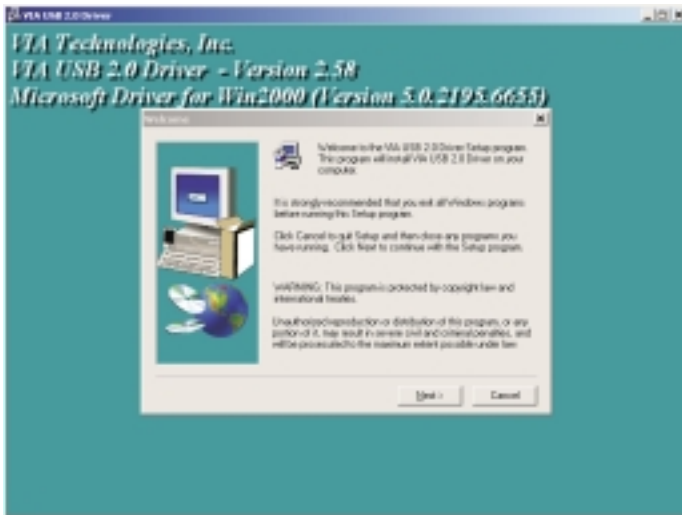 VIA USB 2.0 Driver
VIA Technologies, Inc.
VIA USB 2.0 Driver - Version 2.58
Microsoft Driver for Win2000 (Version 5.0.2195.6655)
Welcome
Welcome to the VIA USB 2.0 Driver Setup program.
This program will install VIA USB 2.0 Driver on your
computer.
It is strongly recommended that you exit all Windows programs
before running this Setup program.
Click Cancel to quit Setup and then close any programs you
have running. Click Next to continue with the Setup program.
WARNING: This program is protected by copyright law and
international treaties.
Unauthorized reproduction or distribution of this program, or any
portion of it, may result in severe civil and criminal penalties, and
will be prosecuted to the maximum extent possible under law.
Next >
Cancel